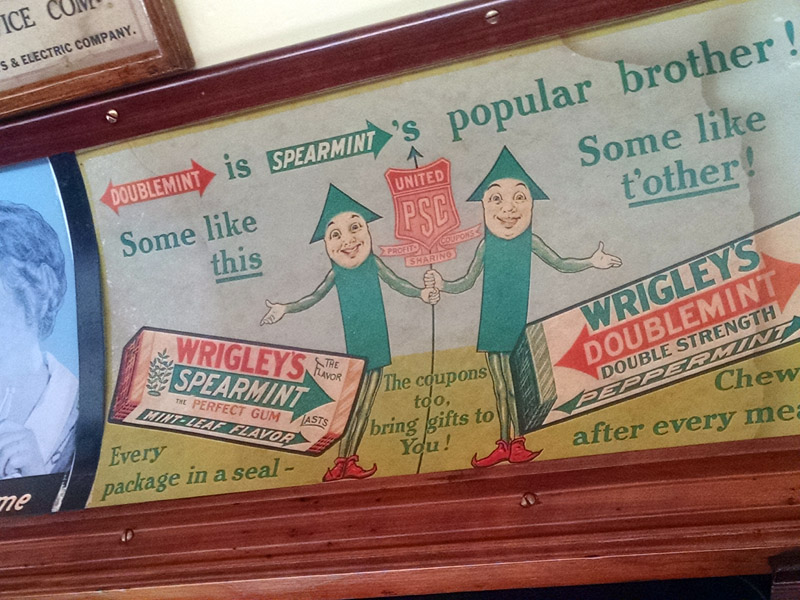 ICE COM
S & ELECTRIC COMPANY.
DOUBLEMINT is SPEARMINT's popular brother!
Some like
this
Some like
t'other!
UNITED
PSC
PROFIT COUPONS
SHARING
WRIGLEY'S
SPEARMINT
THE PERFECT GUM
MINT-LEAF FLAVOR
THE
FLAVOR
LASTS
WRIGLEY'S
DOUBLEMINT
DOUBLE STRENGTH
PEPPERMINT
The coupons
too,
bring gifts to
You!
Every
package in a seal-
Chew
after every mea
me